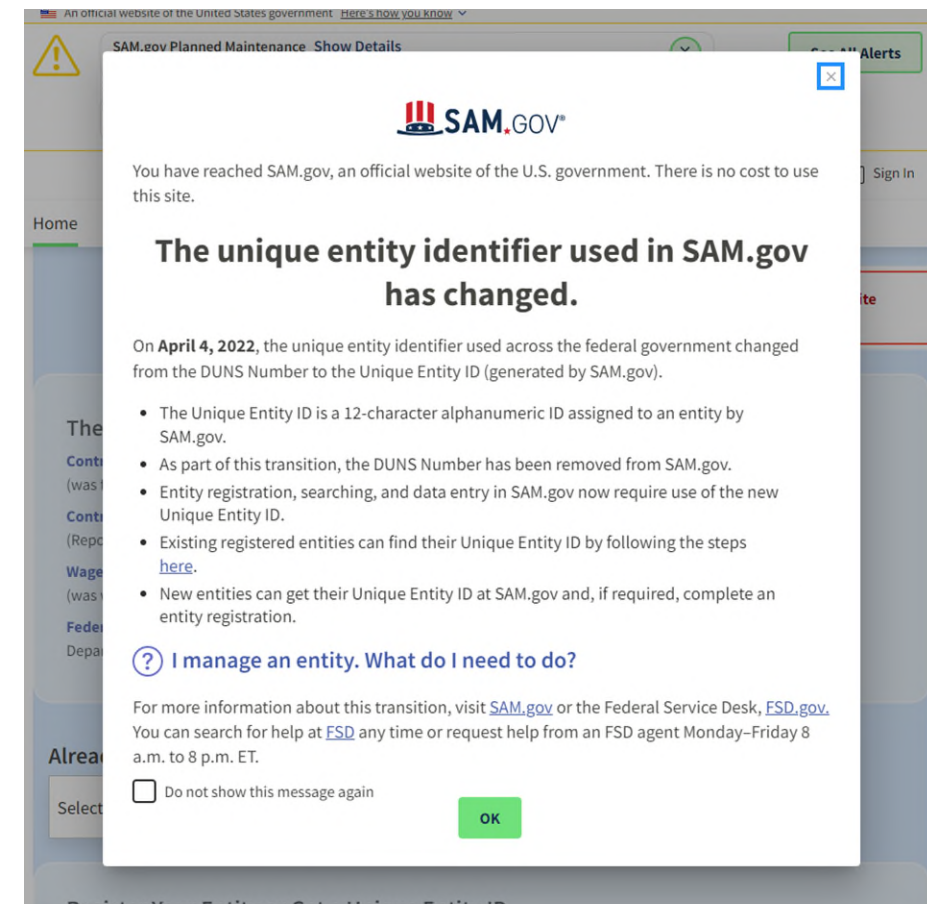 An official website of the United States government Here's how you know
SAM.gov Planned Maintenance Show Details
See All Alerts
Sign In
Home
×
SAM.GOV®
You have reached SAM.gov, an official website of the U.S. government. There is no cost to use
this site.
The unique entity identifier used in SAM.gov
has changed.
On April 4, 2022, the unique entity identifier used across the federal government changed
from the DUNS Number to the Unique Entity ID (generated by SAM.gov).
• The Unique Entity ID is a 12-character alphanumeric ID assigned to an entity by
SAM.gov.
• As part of this transition, the DUNS Number has been removed from SAM.gov.
• Entity registration, searching, and data entry in SAM.gov now require use of the new
Unique Entity ID.
• Existing registered entities can find their Unique Entity ID by following the steps
here.
• New entities can get their Unique Entity ID at SAM.gov and, if required, complete an
entity registration.
? I manage an entity. What do I need to do?
For more information about this transition, visit SAM.gov or the Federal Service Desk, FSD.gov.
You can search for help at FSD any time or request help from an FSD agent Monday–Friday 8
a.m. to 8 p.m. ET.
Do not show this message again
OK
The
(was
(was
Select